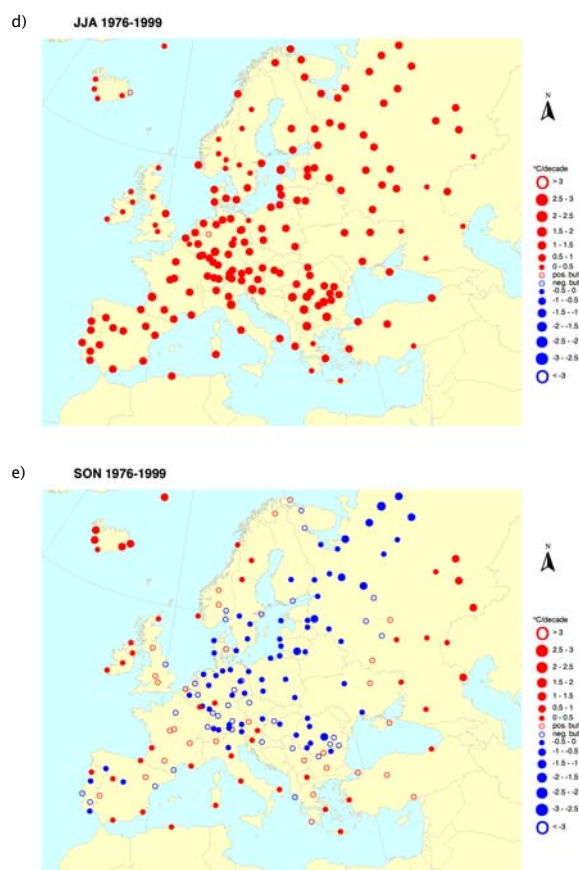 d) JJA 1976-1999
N
°C/decade
> 3
2.5 - 3
2 - 2.5
1.5 - 2
1 - 1.5
0.5 - 1
0 - 0.5
pos. but
neg. but
-0.5 - 0
-1 - -0.5
-1.5 - -1
-2 - -1.5
-2.5 - -2
-3 - -2.5
< -3
e) SON 1976-1999
N
°C/decade
> 3
2.5 - 3
2 - 2.5
1.5 - 2
1 - 1.5
0.5 - 1
0 - 0.5
pos. but
neg. but
-0.5 - 0
-1 - -0.5
-1.5 - -1
-2 - -1.5
-2.5 - -2
-3 - -2.5
< -3